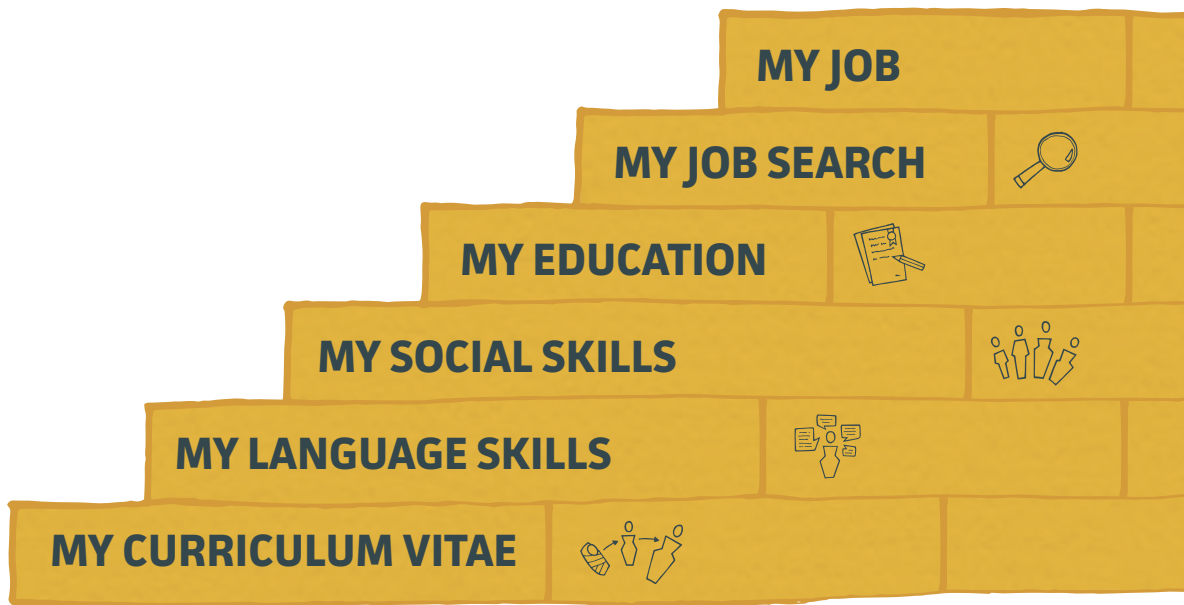 MY JOB
MY JOB SEARCH
MY EDUCATION
MY SOCIAL SKILLS
MY LANGUAGE SKILLS
MY CURRICULUM VITAE